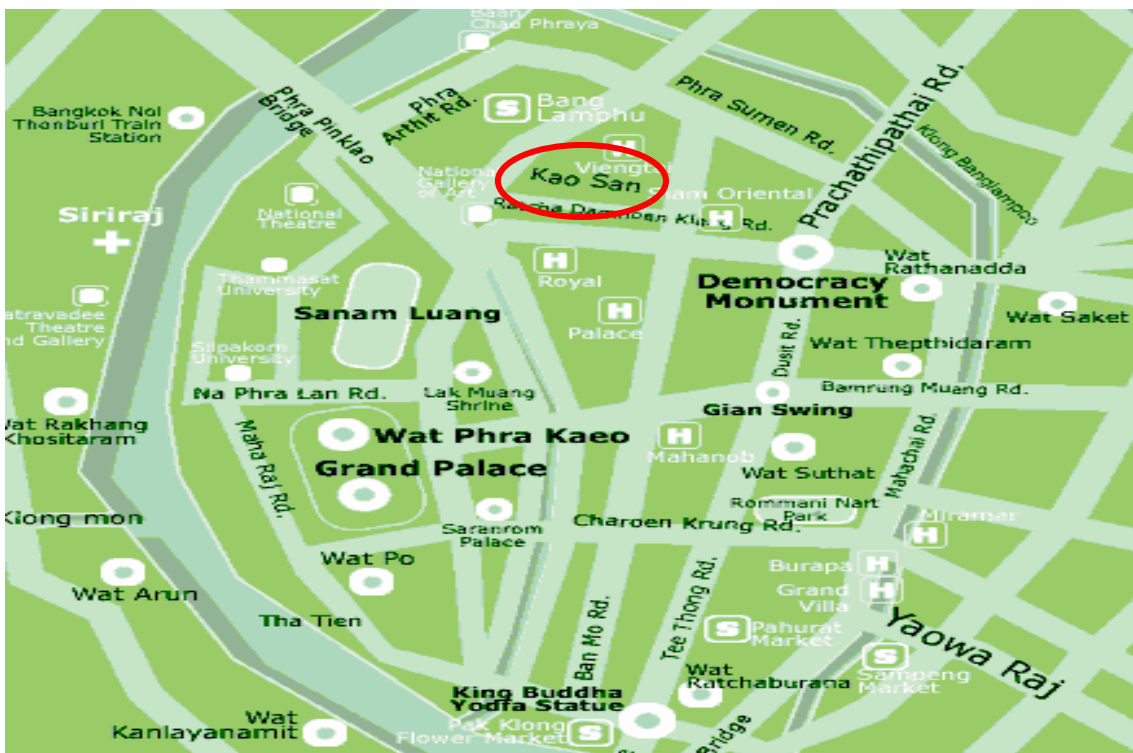 Baan
Chao Phraya
Phra Pinklao
Bridge
Phra
Arthit Rd.
Bang
Lamphu
Phra Sumen Rd.
Prachathipathai Rd.
Klong Banglampoo
Bangkok Noi
Thonburi Train
Station
Viengtai
Kao San
National
Gallery
of Art
Siam Oriental
Ratcha Damnoen Klang Rd.
Siriraj
National
Theatre
Royal
Wat
Rathanadda
Democracy
Monument
Thammasat
University
Sanam Luang
Palace
Wat Saket
Theatre
Gallery
Dusit Rd.
Wat Thepthidaram
Silpakorn
University
Na Phra Lan Rd.
Lak Muang
Shrine
Bamrung Muang Rd.
Gian Swing
Wat Rakhang
Khositaram
Maha Raj Rd.
Wat Phra Kaeo
Grand Palace
Mahanob
Wat Suthat
Mahachai Rd.
Rommani Nart
Park
Klong mon
Saranrom
Palace
Charoen Krung Rd.
Miramar
Wat Po
Burapa
Wat Arun
Grand
Villa
Tha Tien
Ban Mo Rd.
Tee Thong Rd.
Pahurat
Market
Yaowa Raj
Sampeng
Market
Wat
Ratchaburana
King Buddha
Yodfa Statue
Wat
Kanlayanamit
Pak Klong
Flower Market
Bridge